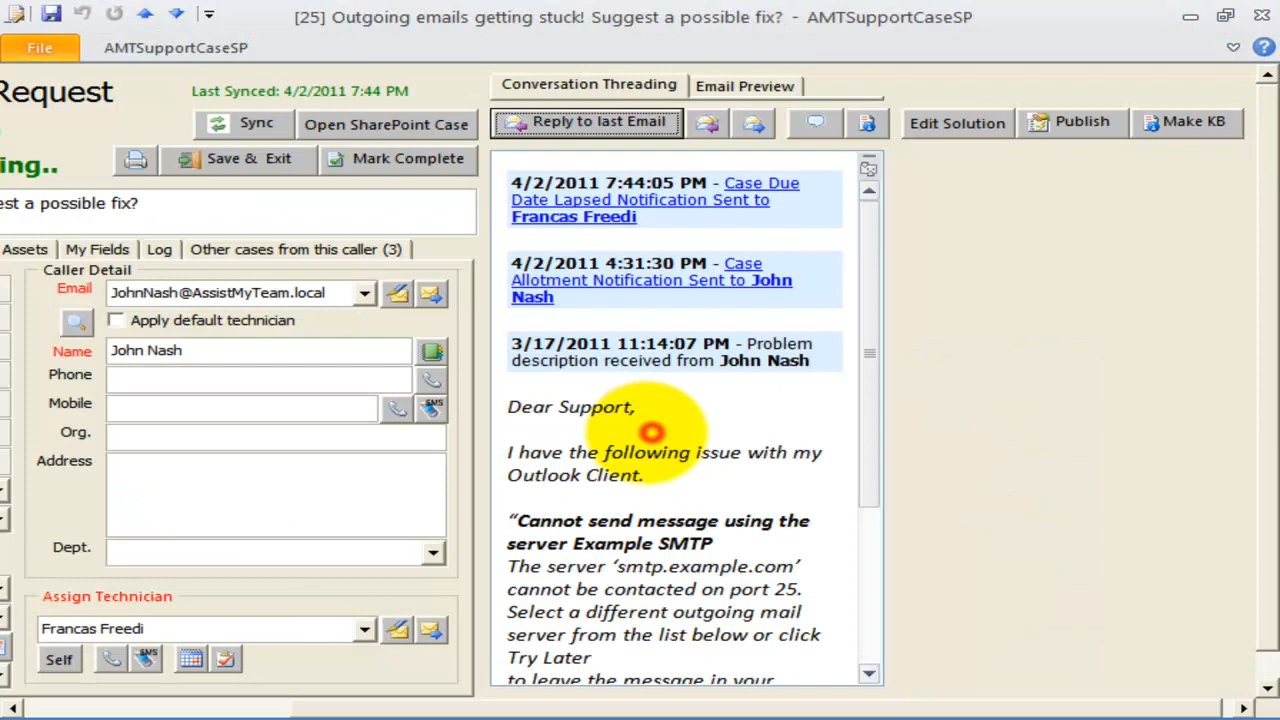 [25] Outgoing emails getting stuck! Suggest a possible fix? - AMTSupportCaseSP
File
AMTSupportCaseSP
Request
Last Synced: 4/2/2011 7:44 PM
Sync
Open SharePoint Case
ing..
Save & Exit
Mark Complete
est a possible fix?
Assets
My Fields
Log
Other cases from this caller (3)
Caller Detail
Email
JohnNash@AssistMyTeam.local
Apply default technician
Name
John Nash
Phone
Mobile
SMS
Org.
Address
Dept.
Assign Technician
Francas Freedi
Self
SMS
Conversation Threading
Email Preview
Reply to last Email
Edit Solution
Publish
Make KB
4/2/2011 7:44:05 PM - Case Due
Date Lapsed Notification Sent to
Francas Freedi
4/2/2011 4:31:30 PM - Case
Allotment Notification Sent to John
Nash
3/17/2011 11:14:07 PM - Problem
description received from John Nash
Dear Support,
I have the following issue with my
Outlook Client.
“Cannot send message using the
server Example SMTP
The server ‘smtp.example.com’
cannot be contacted on port 25.
Select a different outgoing mail
server from the list below or click
Try Later
to leave the message in your